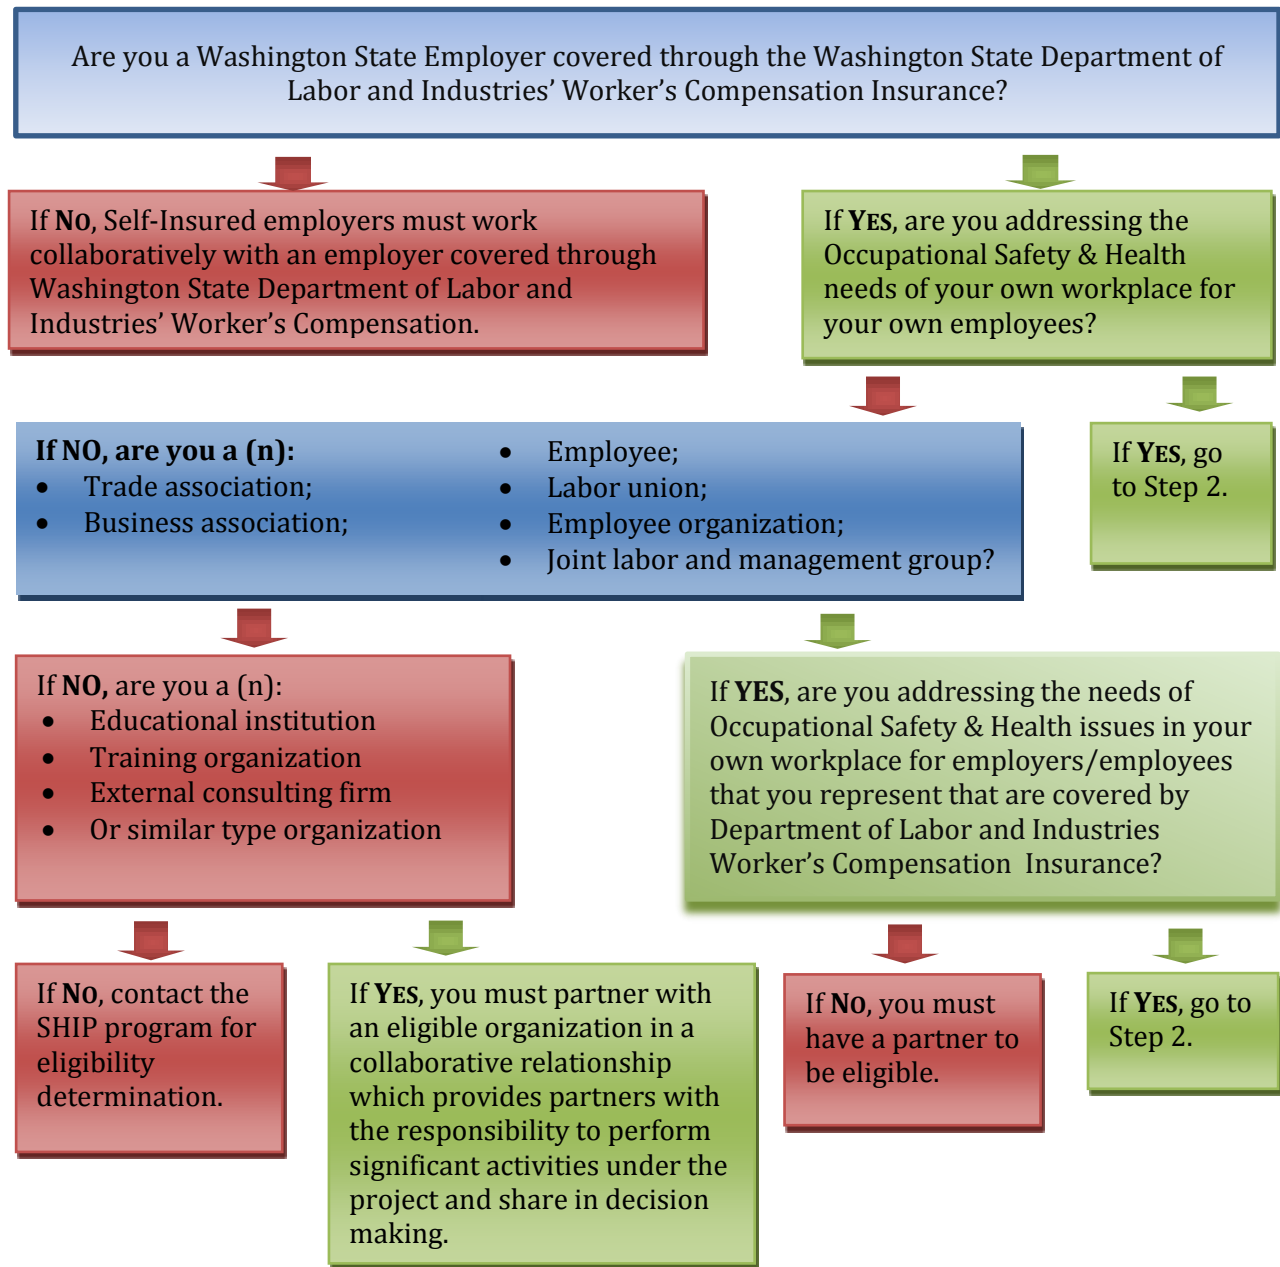 Are you a Washington State Employer covered through the Washington State Department of
Labor and Industries’ Worker’s Compensation Insurance?
If No, Self-Insured employers must work
collaboratively with an employer covered through
Washington State Department of Labor and
Industries’ Worker’s Compensation.
If YES, are you addressing the
Occupational Safety & Health
needs of your own workplace for
your own employees?
If NO, are you a (n):
• Trade association;
• Business association;
• Employee;
• Labor union;
• Employee organization;
• Joint labor and management group?
If YES, go
to Step 2.
If NO, are you a (n):
• Educational institution
• Training organization
• External consulting firm
• Or similar type organization
If YES, are you addressing the needs of
Occupational Safety & Health issues in your
own workplace for employers/employees
that you represent that are covered by
Department of Labor and Industries
Worker’s Compensation Insurance?
If No, contact the
SHIP program for
eligibility
determination.
If YES, you must partner with
an eligible organization in a
collaborative relationship
which provides partners with
the responsibility to perform
significant activities under the
project and share in decision
making.
If No, you must
have a partner to
be eligible.
If YES, go to
Step 2.